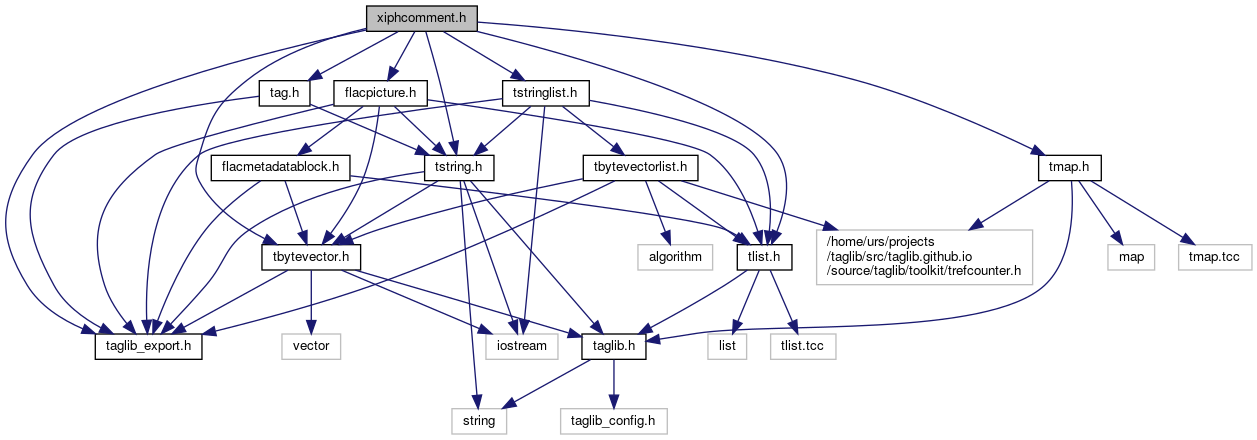 xiphcomment.h
tag.h
flacpicture.h
tstringlist.h
flacmetadatablock.h
tstring.h
tbytevectorlist.h
tmap.h
tbytevector.h
algorithm
tlist.h
/home/urs/projects
/taglib/src/taglib.github.io
/source/taglib/toolkit/trefcounter.h
map
tmap.tcc
taglib_export.h
vector
iostream
taglib.h
list
tlist.tcc
string
taglib_config.h